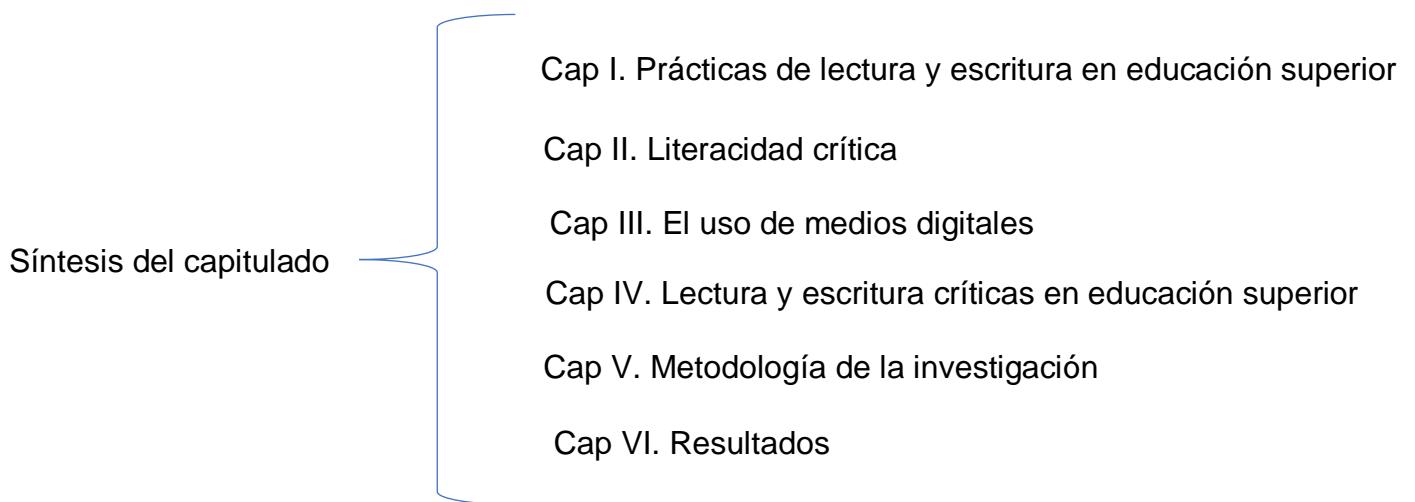 Síntesis del capitulado
Cap I. Prácticas de lectura y escritura en educación superior
Cap II. Literacidad crítica
Cap III. El uso de medios digitales
Cap IV. Lectura y escritura críticas en educación superior
Cap V. Metodología de la investigación
Cap VI. Resultados